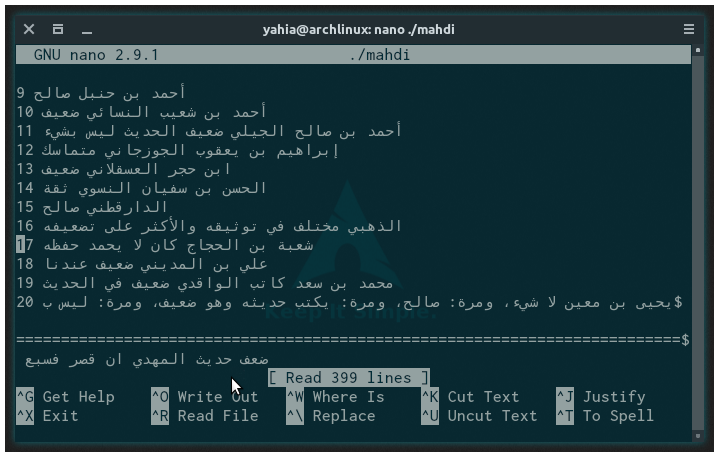 yahia@archlinux: nano ./mahdi
GNU nano 2.9.1 ./mahdi
9 أحمد بن حنبل صالح
10 أحمد بن شعيب النسائي ضعيف
11 أحمد بن صالح الجيلي ضعيف الحديث ليس بشيء
12 إبراهيم بن يعقوب الجوزجاني متماسك
13 ابن حجر العسقلاني ضعيف
14 الحسن بن سفيان النسوي ثقة
15 الدارقطني صالح
16 الذهبي مختلف في توثيقه والأكثر على تضعيفه
17 شعبة بن الحجاج كان لا يحمد حفظه
18 علي بن المديني ضعيف عندنا
19 محمد بن سعد كاتب الواقدي ضعيف في الحديث
20 يحيى بن معين لا شيء، ومرة: صالح، ومرة: يكتب حديثه وهو ضعيف، ومرة: ليس ب$
Keep It Simple.
===========================================================================$
ضعف حديث المهدي ان قصر فسبع
[ Read 399 lines ]
^G Get Help ^O Write Out ^W Where Is ^K Cut Text ^J Justify
^X Exit ^R Read File ^\ Replace ^U Uncut Text ^T To Spell